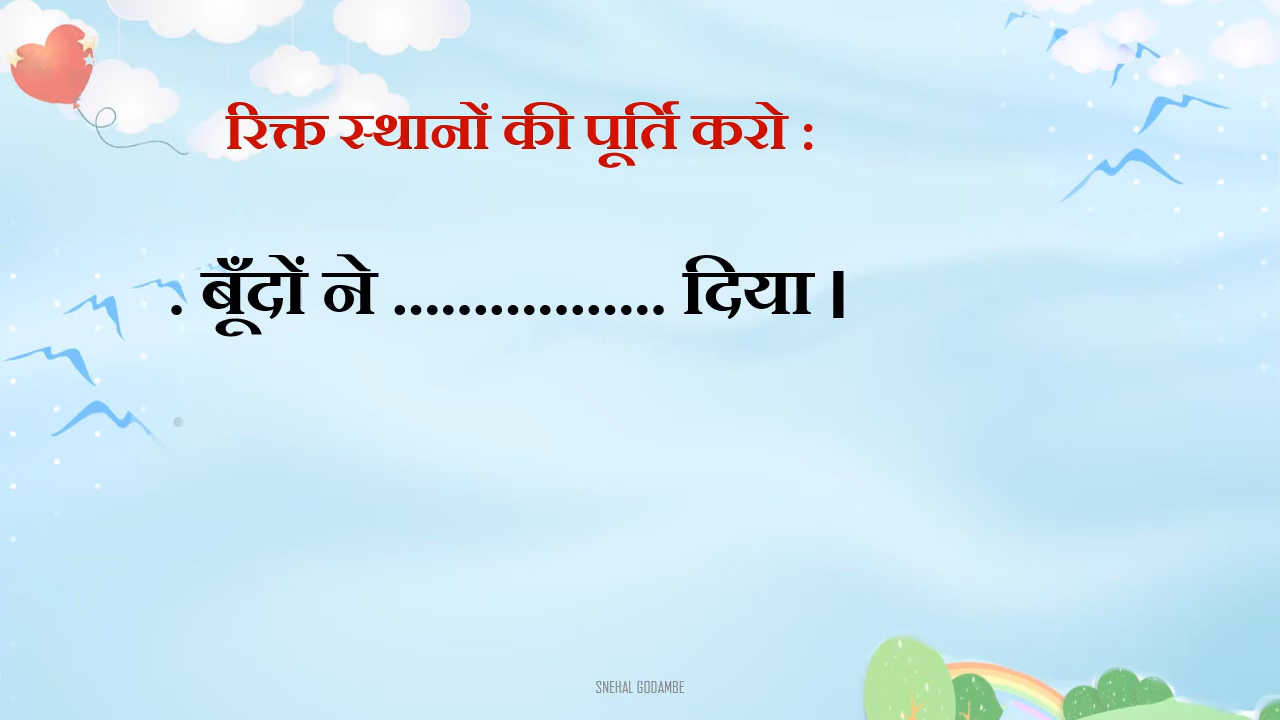 रिक्त स्थानों की पूर्ति करो :
. बूँदों ने ................. दिया ।
SNEHAL GODAMBE